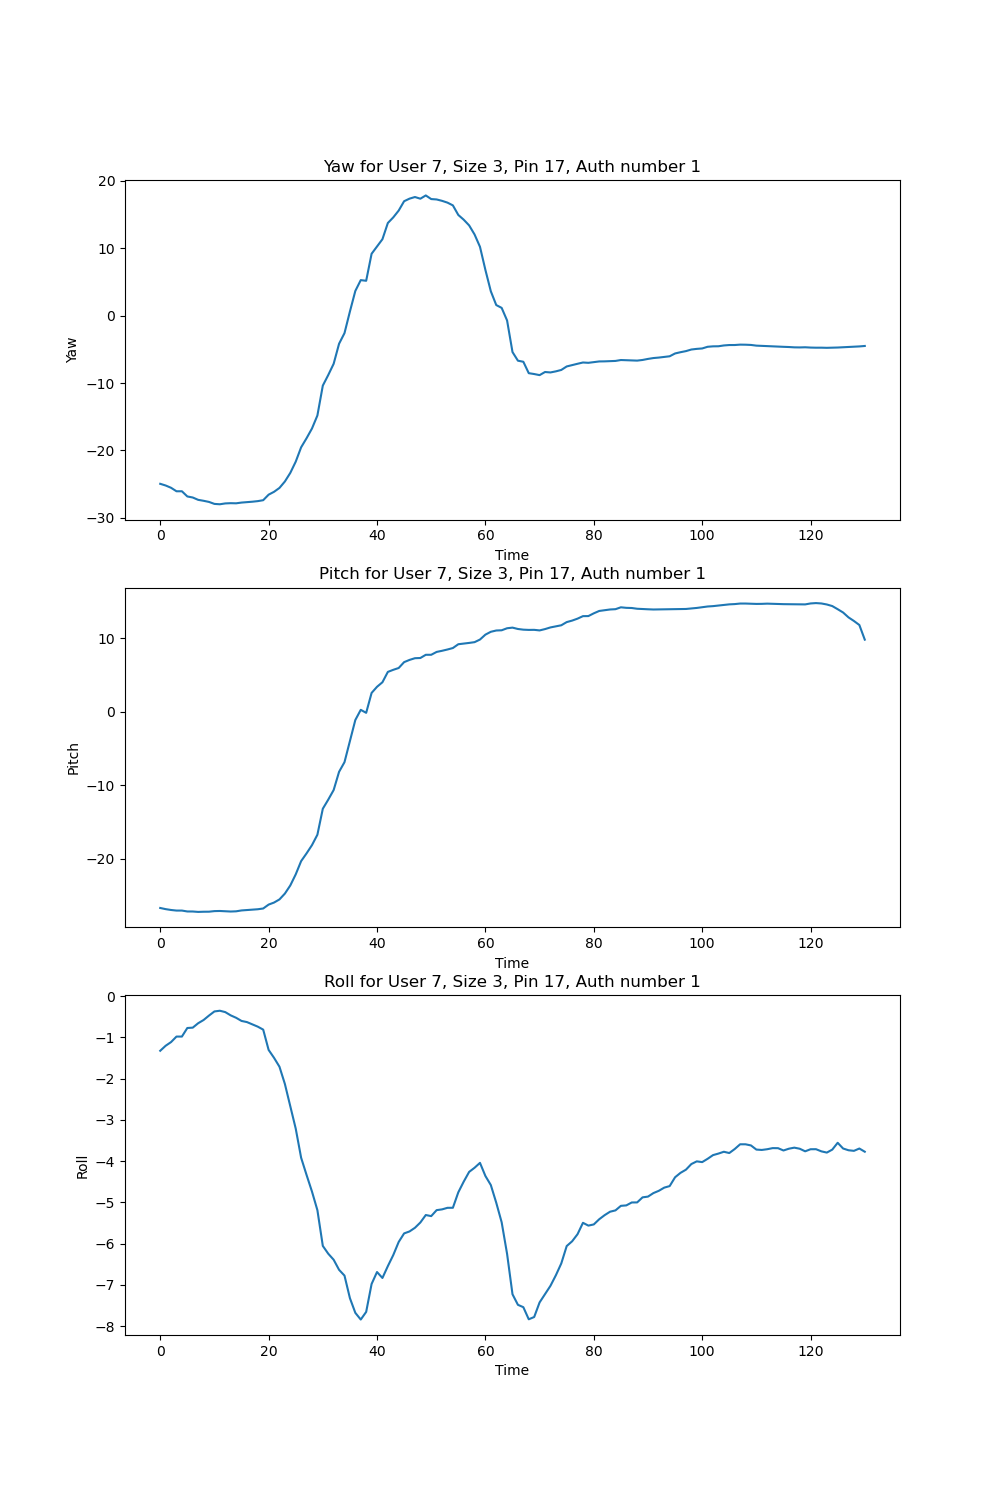 Yaw for User 7, Size 3, Pin 17, Auth number 1
20
10
0
−10
−20
−30
Yaw
0 20 40 60 80 100 120
Time
Pitch for User 7, Size 3, Pin 17, Auth number 1
10
0
−10
−20
Pitch
0 20 40 60 80 100 120
Time
Roll for User 7, Size 3, Pin 17, Auth number 1
0
−1
−2
−3
−4
−5
−6
−7
−8
Roll
0 20 40 60 80 100 120
Time